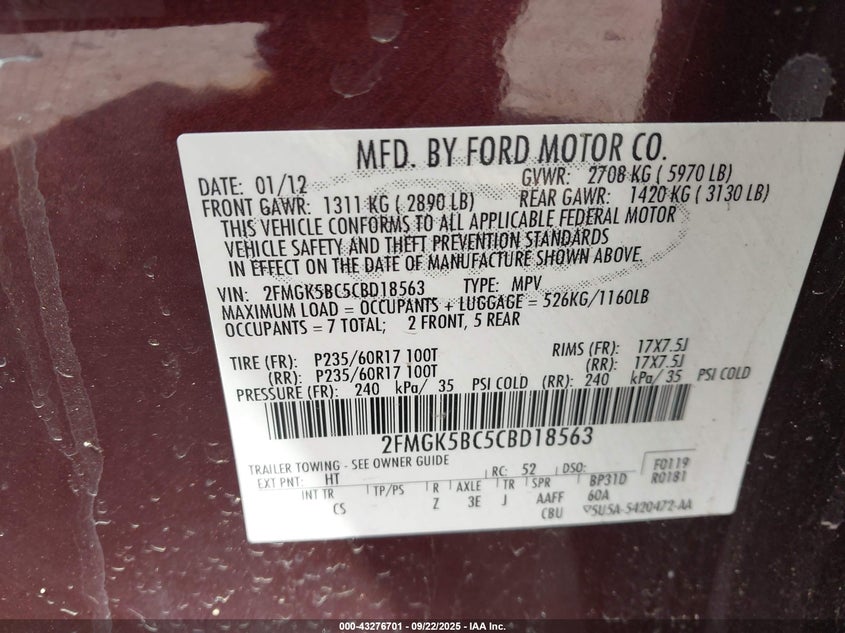 MFD. BY FORD MOTOR CO.
DATE: 01/12 GVWR: 2708 KG ( 5970 LB)
FRONT GAWR: 1311 KG ( 2890 LB) REAR GAWR: 1420 KG ( 3130 LB)
THIS VEHICLE CONFORMS TO ALL APPLICABLE FEDERAL MOTOR
VEHICLE SAFETY AND THEFT PREVENTION STANDARDS
IN EFFECT ON THE DATE OF MANUFACTURE SHOWN ABOVE.
VIN: 2FMGK5BC5CBD18563 TYPE: MPV
MAXIMUM LOAD = OCCUPANTS + LUGGAGE = 526KG/1160LB
OCCUPANTS = 7 TOTAL; 2 FRONT, 5 REAR
TIRE (FR): P235/60R17 100T RIMS (FR): 17X7.5J
(RR): P235/60R17 100T (RR): 17X7.5J
PRESSURE (FR): 240 kPa/ 35 PSI COLD (RR): 240 kPa/ 35 PSI COLD
2FMGK5BC5CBD18563
TRAILER TOWING - SEE OWNER GUIDE
EXT PNT: HT RC: 52 DSO: F0119
INT TR TP/PS R AXLE TR SPR BP31D R0181
CS Z 3E J AAFF 60A
CBU 5U5A-5420472-AA
000-43276701 - 09/22/2025 - IAA Inc.